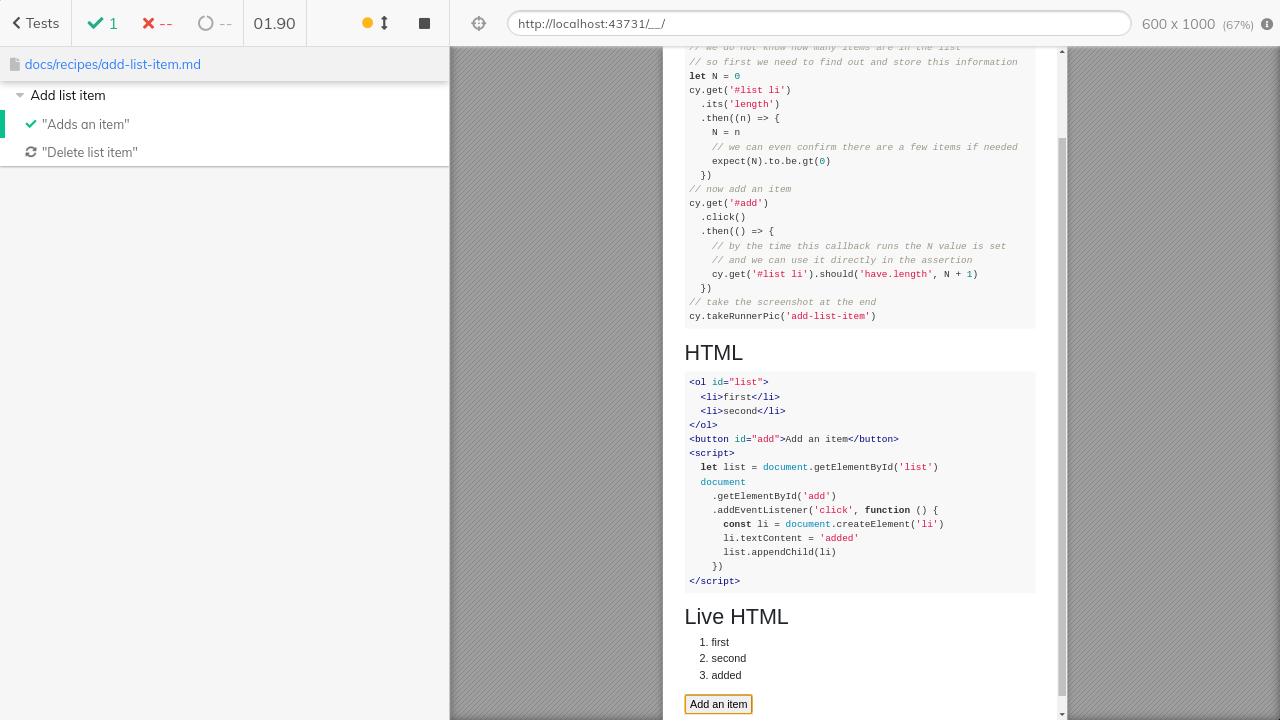 Tests
1
--
--
01.90
http://localhost:43731/__/
600 x 1000 (67%)
docs/recipes/add-list-item.md
Add list item
"Adds an item"
"Delete list item"
// we do not know how many items are in the list
// so first we need to find out and store this information
let N = 0
cy.get('#list li')
.its('length')
.then((n) => {
N = n
// we can even confirm there are a few items if needed
expect(N).to.be.gt(0)
})
// now add an item
cy.get('#add')
.click()
.then(() => {
// by the time this callback runs the N value is set
// and we can use it directly in the assertion
cy.get('#list li').should('have.length', N + 1)
})
// take the screenshot at the end
cy.takeRunnerPic('add-list-item')
HTML
<ol id="list">
<li>first</li>
<li>second</li>
</ol>
<button id="add">Add an item</button>
<script>
let list = document.getElementById('list')
document
.getElementById('add')
.addEventListener('click', function () {
const li = document.createElement('li')
li.textContent = 'added'
list.appendChild(li)
})
</script>
Live HTML
1. first
2. second
3. added
Add an item